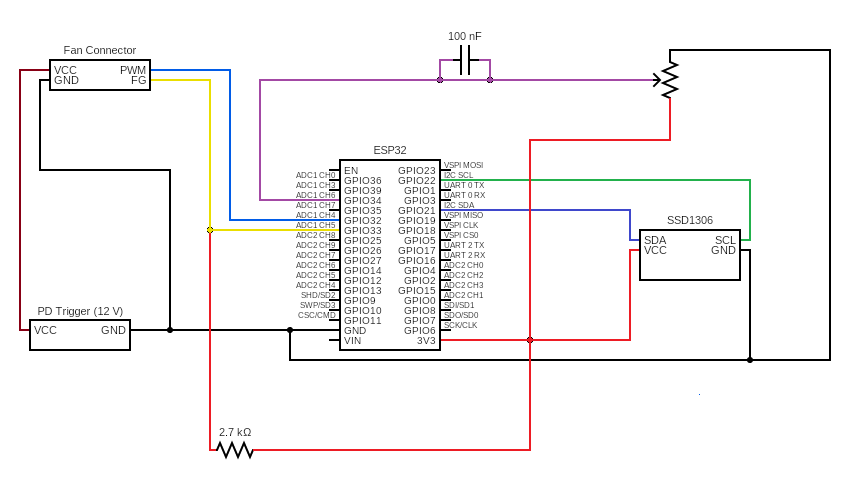 100 nF
Fan Connector
VCC PWM
GND FG
ESP32
EN GPIO23 VSPI MOSI
ADC1 CH0 GPIO36 GPIO22 I2C SCL
ADC1 CH3 GPIO39 GPIO1 UART 0 TX
ADC1 CH6 GPIO34 GPIO3 UART 0 RX
ADC1 CH7 GPIO35 GPIO21 I2C SDA
ADC1 CH4 GPIO32 GPIO19 VSPI MISO
ADC1 CH5 GPIO33 GPIO18 VSPI CLK
ADC2 CH8 GPIO25 GPIO5 VSPI CS0
ADC2 CH9 GPIO26 GPIO17 UART 2 TX
ADC2 CH7 GPIO27 GPIO16 UART 2 RX
ADC2 CH6 GPIO14 GPIO4 ADC2 CH0
ADC2 CH5 GPIO12 GPIO2 ADC2 CH2
ADC2 CH4 GPIO13 GPIO15 ADC2 CH3
SHD/SD2 GPIO9 GPIO0 ADC2 CH1
SWP/SD3 GPIO10 GPIO8 SDI/SD1
CSC/CMD GPIO11 GPIO7 SDO/SD0
GND GPIO6 SCK/CLK
VIN 3V3
SSD1306
SDA SCL
VCC GND
PD Trigger (12 V)
VCC GND
2.7 kΩ